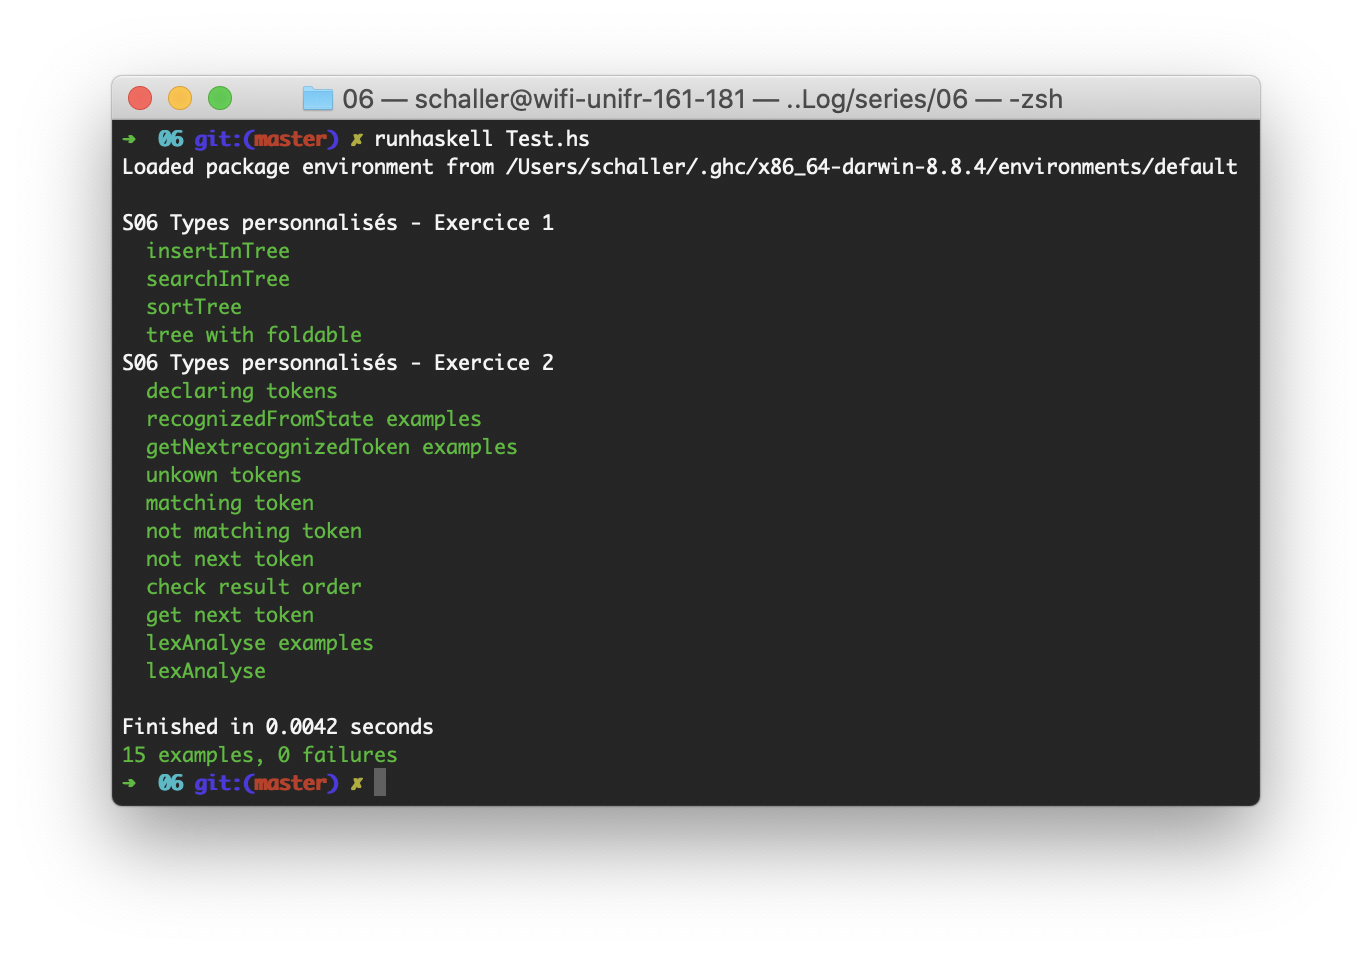 06 — schaller@wifi-unifr-161-181 — ..Log/series/06 — -zsh
➜  06 git:(master) ✗ runhaskell Test.hs
Loaded package environment from /Users/schaller/.ghc/x86_64-darwin-8.8.4/environments/default
S06 Types personnalisés - Exercice 1
insertInTree
searchInTree
sortTree
tree with foldable
S06 Types personnalisés - Exercice 2
declaring tokens
recognizedFromState examples
getNextrecognizedToken examples
unkown tokens
matching token
not matching token
not next token
check result order
get next token
lexAnalyse examples
lexAnalyse
Finished in 0.0042 seconds
15 examples, 0 failures
➜  06 git:(master) ✗